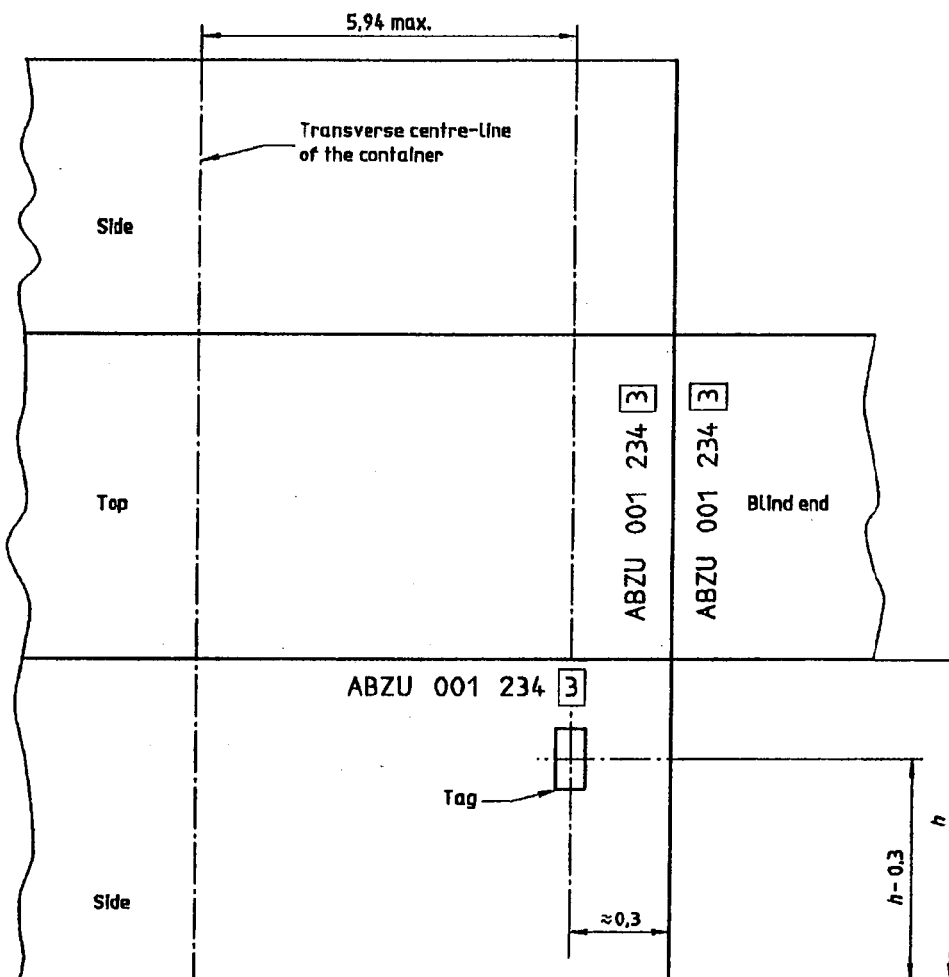 5,94 max.
Transverse centre-line
of the container
Side
ABZU 001 234 3
ABZU 001 234 3
Top
Blind end
ABZU 001 234 3
Tag
h
h - 0,3
Side
≈0,3